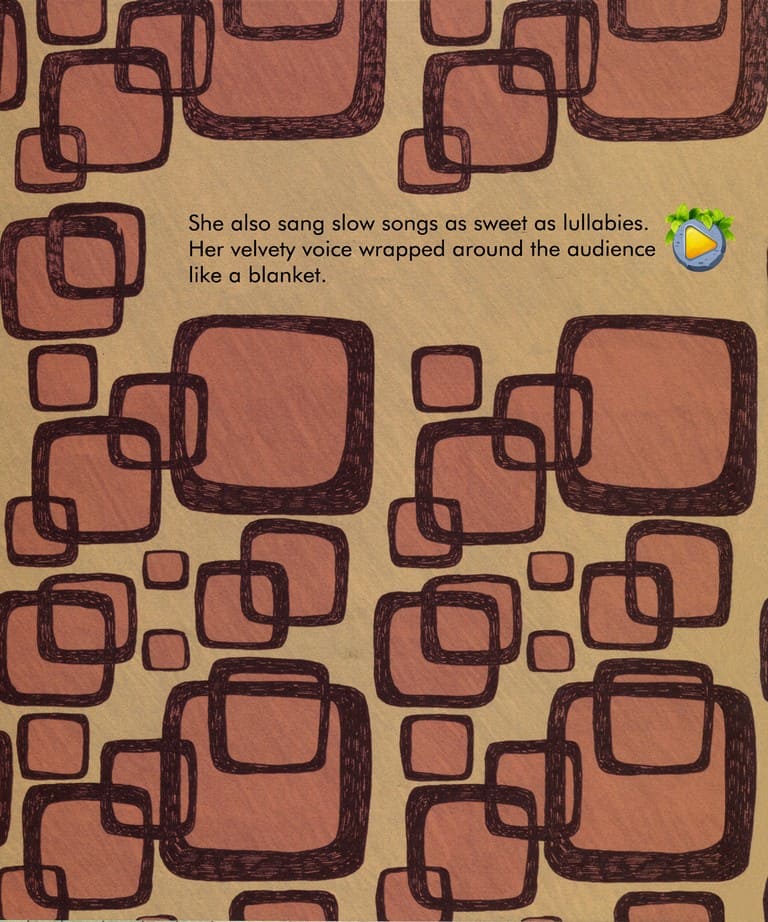 She also sang slow songs as sweet as lullabies.
Her velvety voice wrapped around the audience
like a blanket.